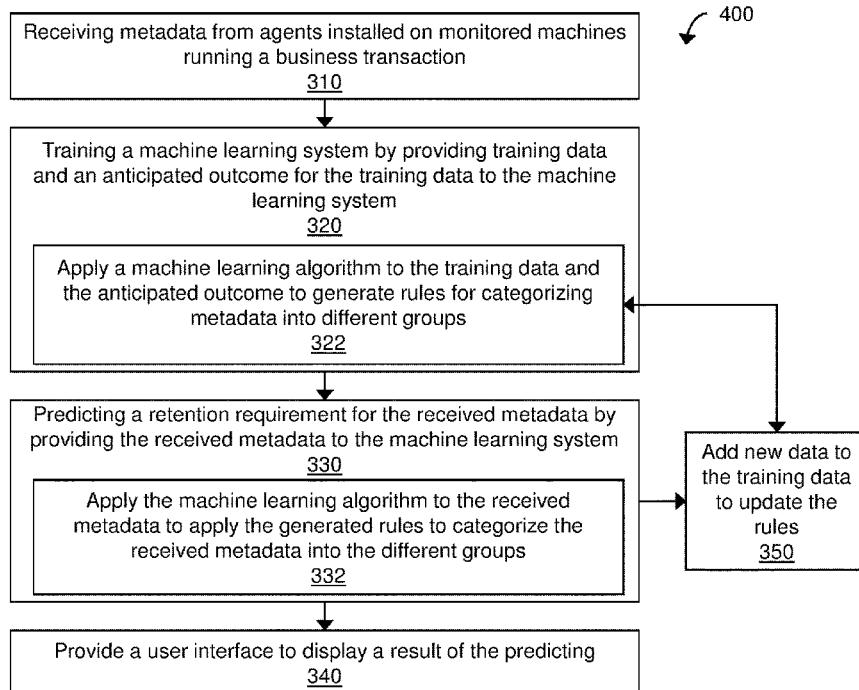 400
Receiving metadata from agents installed on monitored machines
running a business transaction
310
Training a machine learning system by providing training data
and an anticipated outcome for the training data to the machine
learning system
320
Apply a machine learning algorithm to the training data and
the anticipated outcome to generate rules for categorizing
metadata into different groups
322
Predicting a retention requirement for the received metadata by
providing the received metadata to the machine learning system
330
Apply the machine learning algorithm to the received
metadata to apply the generated rules to categorize the
received metadata into the different groups
332
Add new data to
the training data
to update the
rules
350
Provide a user interface to display a result of the predicting
340